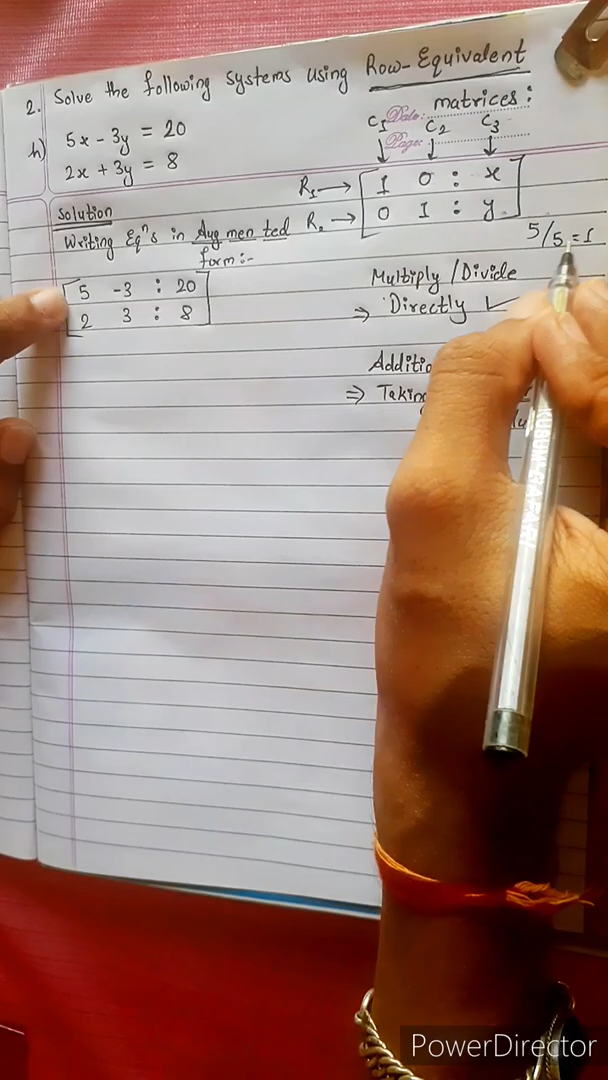 2. Solve the following systems using Row-Equivalent
matrices:
h) 5x - 3y = 20
2x + 3y = 8
Date:
Page:
C1 C2 C3
R1 → [ 1 0 : x ]
R2 → [ 0 1 : y ]
Solution
Writing Eqⁿs in Augmented
form:-
[ 5 -3 : 20 ]
[ 2 3 : 8 ]
5/5 = 1
Multiply / Divide
⇒ Directly ✓
⇒
PowerDirector